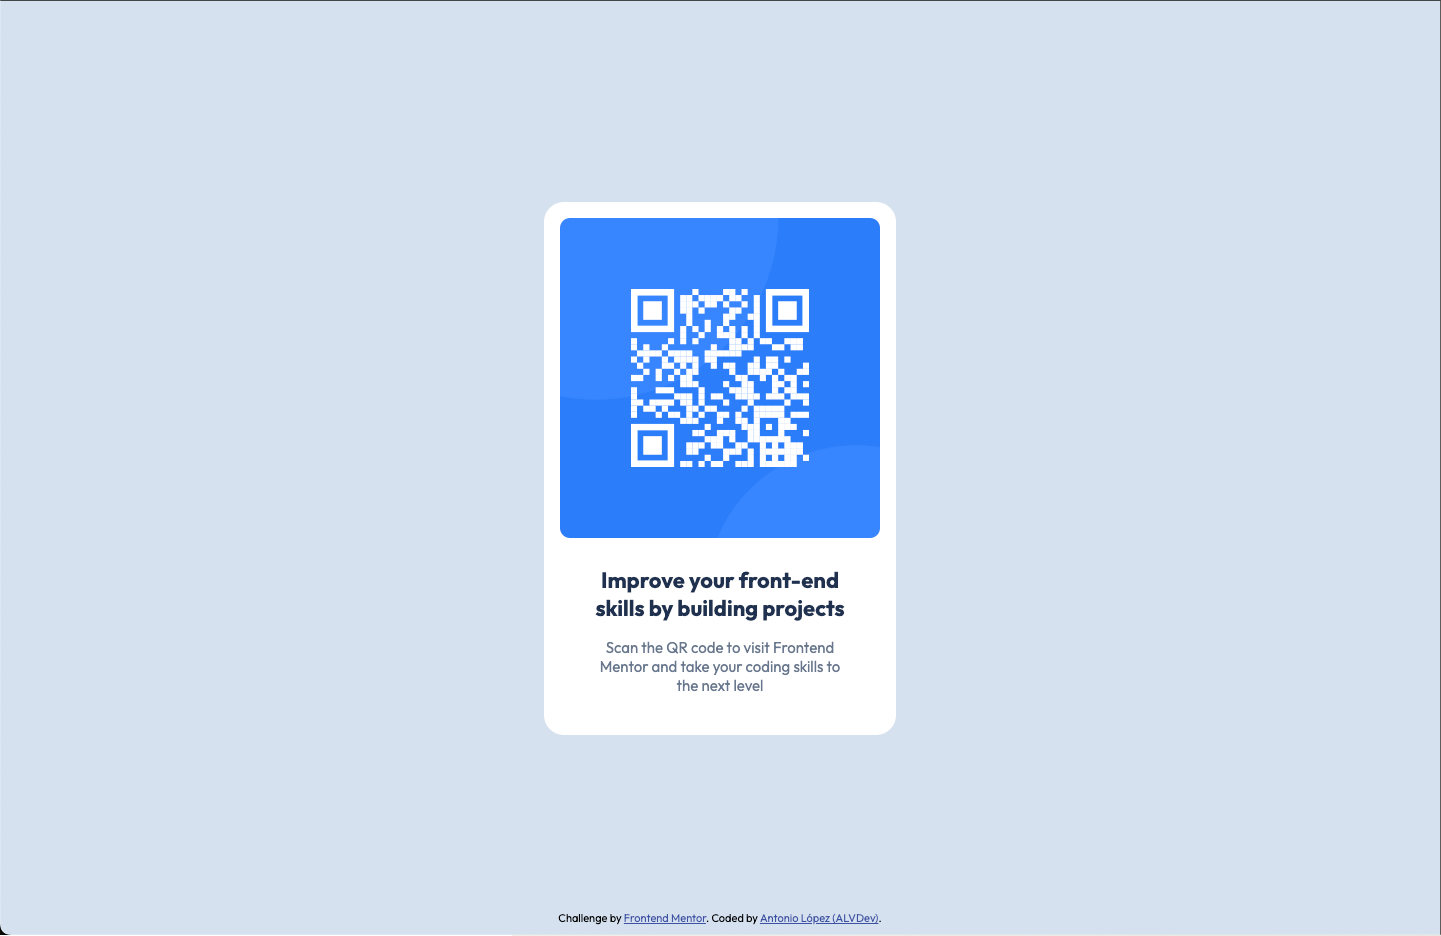 Improve your front-end
skills by building projects
Scan the QR code to visit Frontend
Mentor and take your coding skills to
the next level
Challenge by Frontend Mentor. Coded by Antonio López (ALVDev).